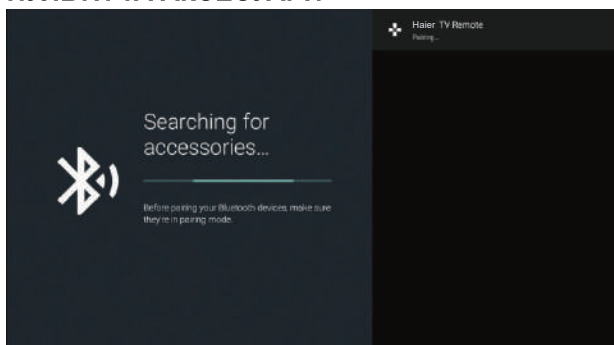 Searching for
accessories...
Before pairing your Bluetooth devices, make sure
they're in pairing mode.
Haier TV Remote
Pairing...